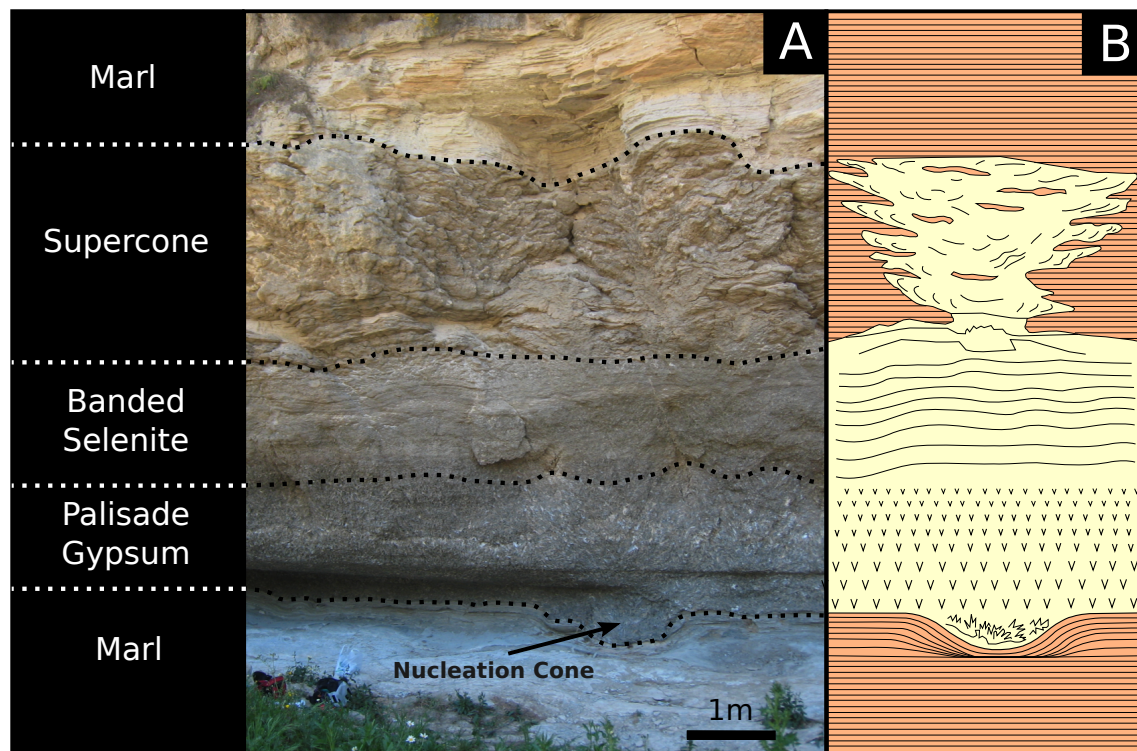 A
B
Marl
Supercone
Banded
Selenite
Palisade
Gypsum
Marl
Nucleation Cone
1m